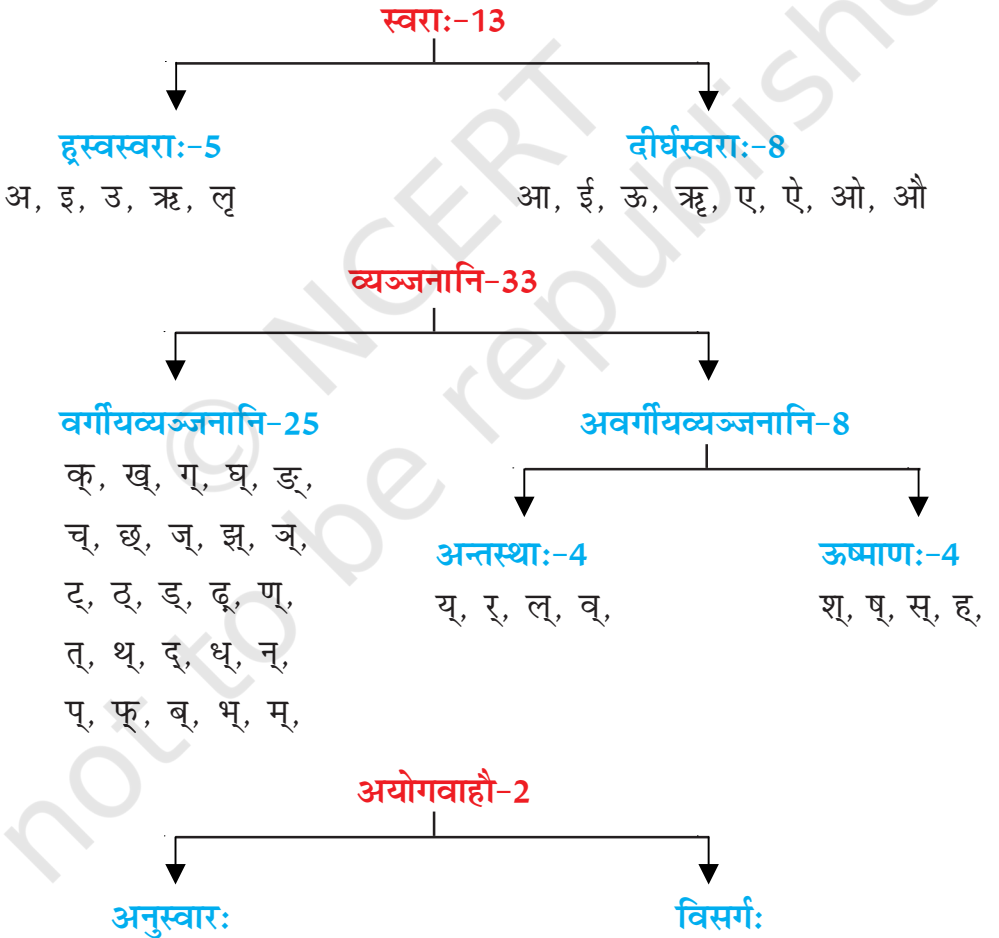 स्वराः-13
ह्रस्वस्वराः-5 दीर्घस्वराः-8
अ, इ, उ, ऋ, लृ आ, ई, ऊ, ॠ, ए, ऐ, ओ, औ
व्यञ्जनानि-33
वर्गीयव्यञ्जनानि-25 अवर्गीयव्यञ्जनानि-8
क्, ख्, ग्, घ्, ङ्,
च्, छ्, ज्, झ्, ञ्,
ट्, ठ्, ड्, ढ्, ण्,
त्, थ्, द्, ध्, न्,
प्, फ्, ब्, भ्, म्,
अन्तस्थाः-4 ऊष्माणः-4
य्, र्, ल्, व्, श्, ष्, स्, ह्,
अयोगवाहौ-2
अनुस्वारः विसर्गः
© NCERT
not to be republishe